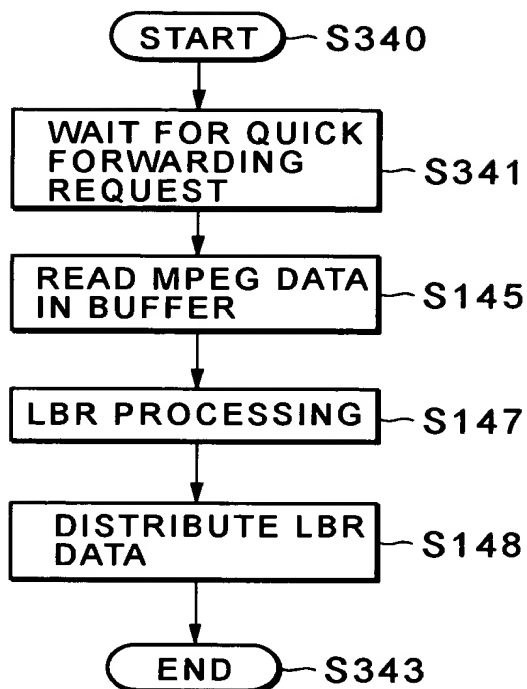 START
S340
WAIT FOR QUICK
FORWARDING
REQUEST
S341
READ MPEG DATA
IN BUFFER
S145
LBR PROCESSING
S147
DISTRIBUTE LBR
DATA
S148
END
S343